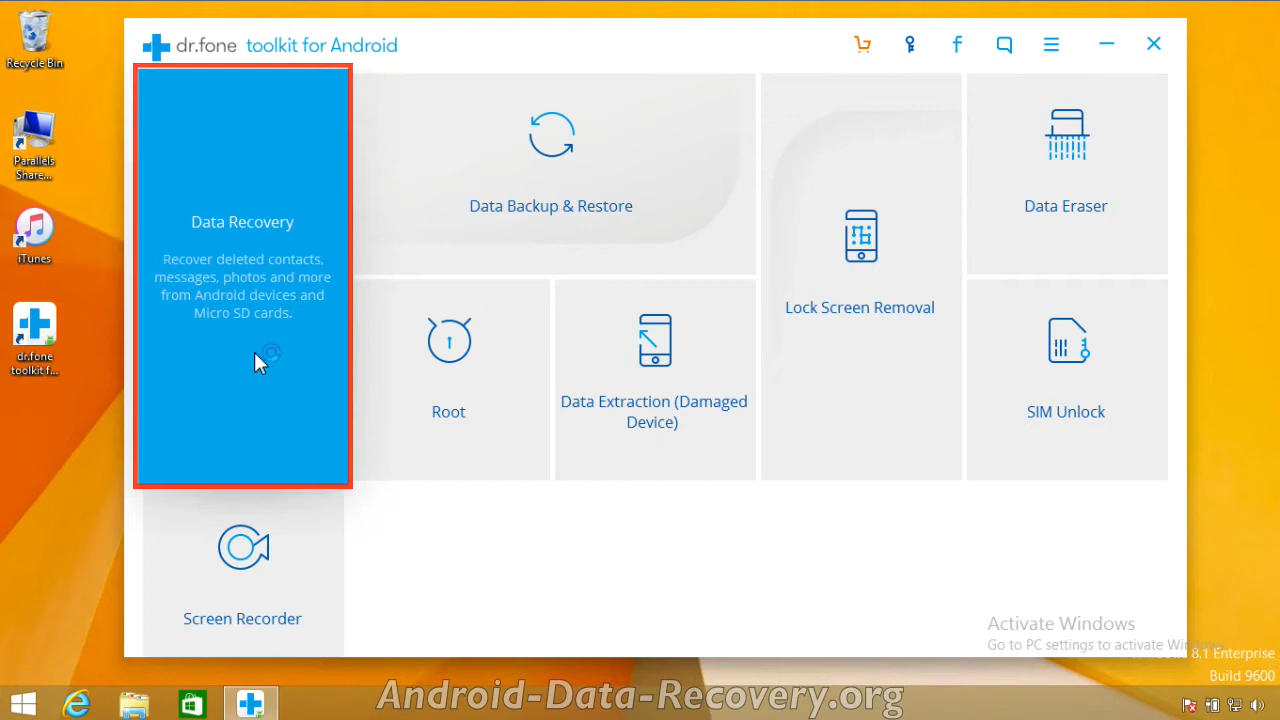 Recycle Bin
Parallels
Share...
iTunes
dr.fone
toolkit f...
dr.fone toolkit for Android
Data Recovery
Recover deleted contacts,
messages, photos and more
from Android devices and
Micro SD cards.
Data Backup & Restore
Root
Data Extraction (Damaged
Device)
Lock Screen Removal
Data Eraser
SIM Unlock
Screen Recorder
Activate Windows
Go to PC settings to activate
8.1 Enterprise
Build 9600
Android-Data-Recovery.org